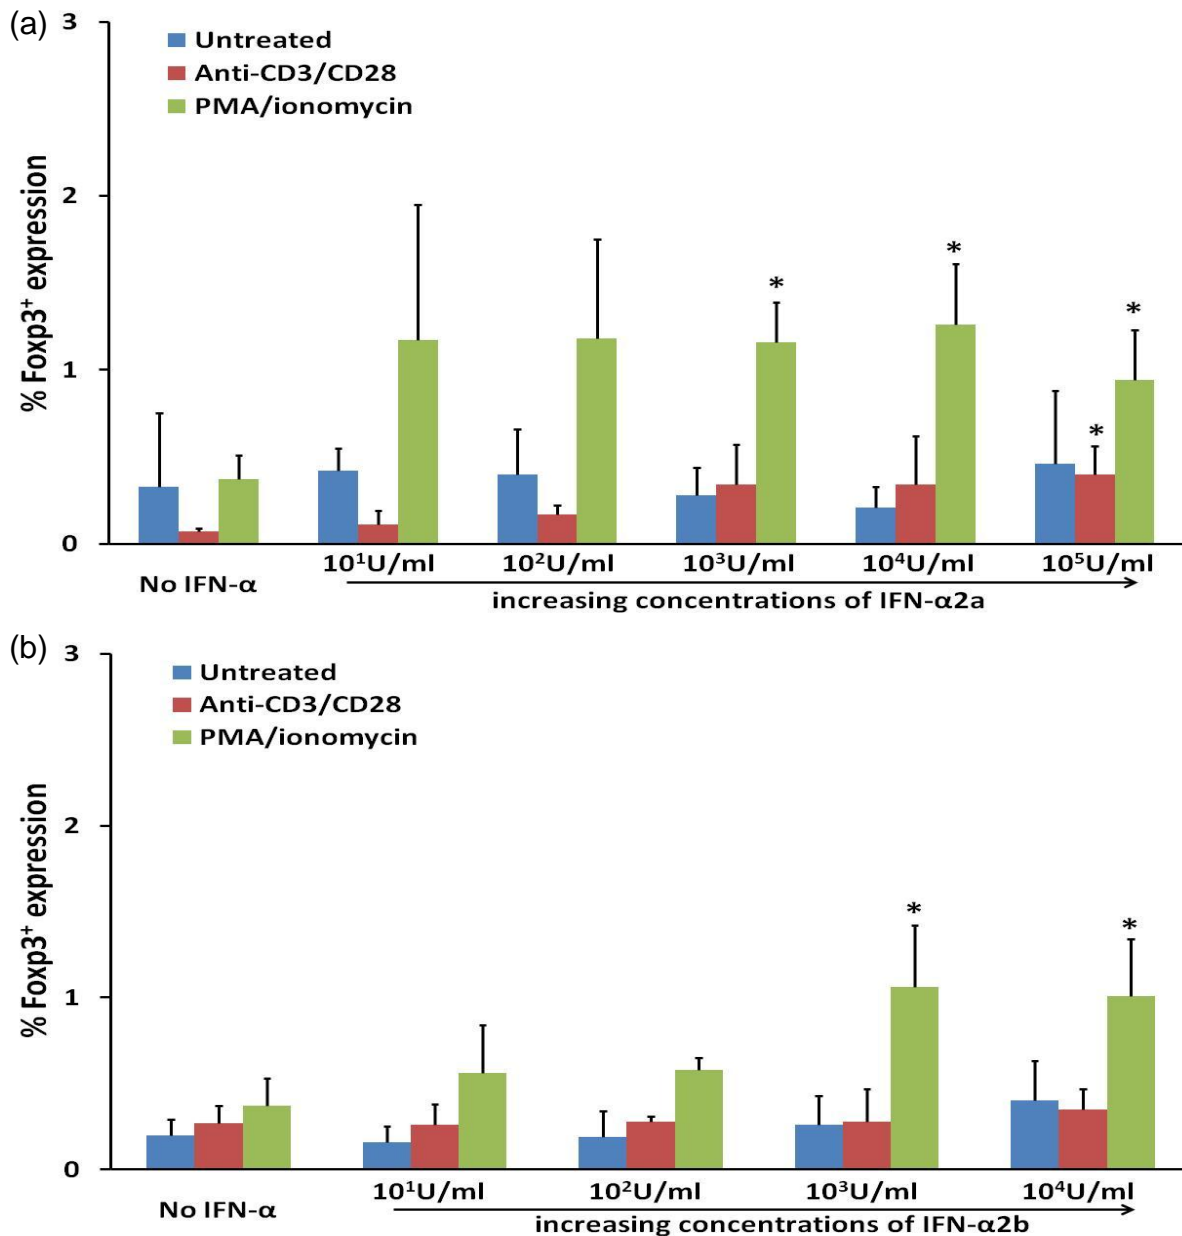 (a)
3
Untreated
Anti-CD3/CD28
PMA/ionomycin
2
1
0
% Foxp3⁺ expression
*
*
*
*
No IFN-α
10¹U/ml
10²U/ml
10³U/ml
10⁴U/ml
10⁵U/ml
increasing concentrations of IFN-α2a
(b)
3
Untreated
Anti-CD3/CD28
PMA/ionomycin
2
1
0
% Foxp3⁺ expression
*
*
No IFN-α
10¹U/ml
10²U/ml
10³U/ml
10⁴U/ml
increasing concentrations of IFN-α2b